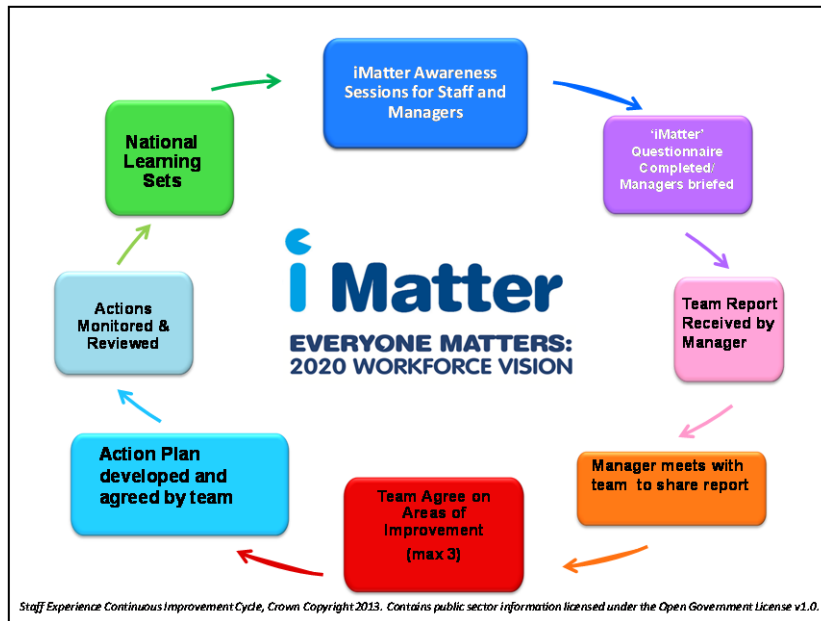 iMatter Awareness
Sessions for Staff and
Managers
'iMatter'
Questionnaire
Completed/
Managers briefed
Team Report
Received by
Manager
Manager meets with
team to share report
Team Agree on
Areas of
Improvement
(max 3)
Action Plan
developed and
agreed by team
Actions
Monitored &
Reviewed
National
Learning
Sets
i Matter
EVERYONE MATTERS:
2020 WORKFORCE VISION
Staff Experience Continuous Improvement Cycle, Crown Copyright 2013. Contains public sector information licensed under the Open Government License v1.0.